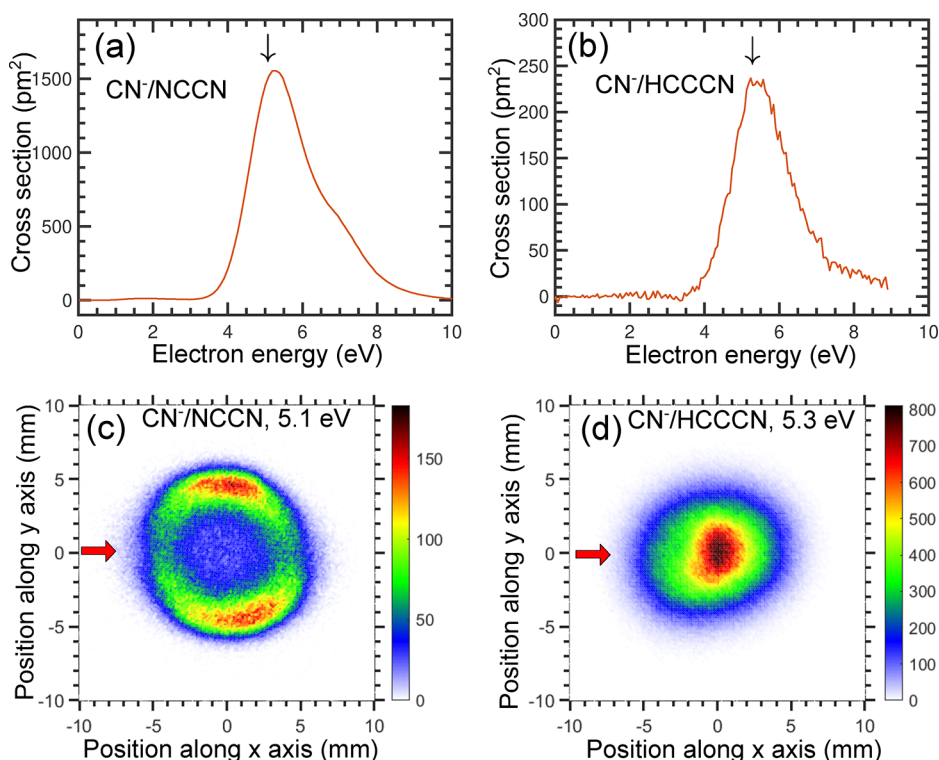 (a)
CN⁻/NCCN
Cross section (pm²)
1500
1000
500
0
0 2 4 6 8 10
Electron energy (eV)
(b)
CN⁻/HCCCN
Cross section (pm²)
300
250
200
150
100
50
0
0 2 4 6 8 10
Electron energy (eV)
(c)
CN⁻/NCCN, 5.1 eV
Position along y axis (mm)
10
5
0
-5
-10
-10 -5 0 5 10
Position along x axis (mm)
150
100
50
0
(d)
CN⁻/HCCCN, 5.3 eV
Position along y axis (mm)
10
5
0
-5
-10
-10 -5 0 5 10
Position along x axis (mm)
800
700
600
500
400
300
200
100
0